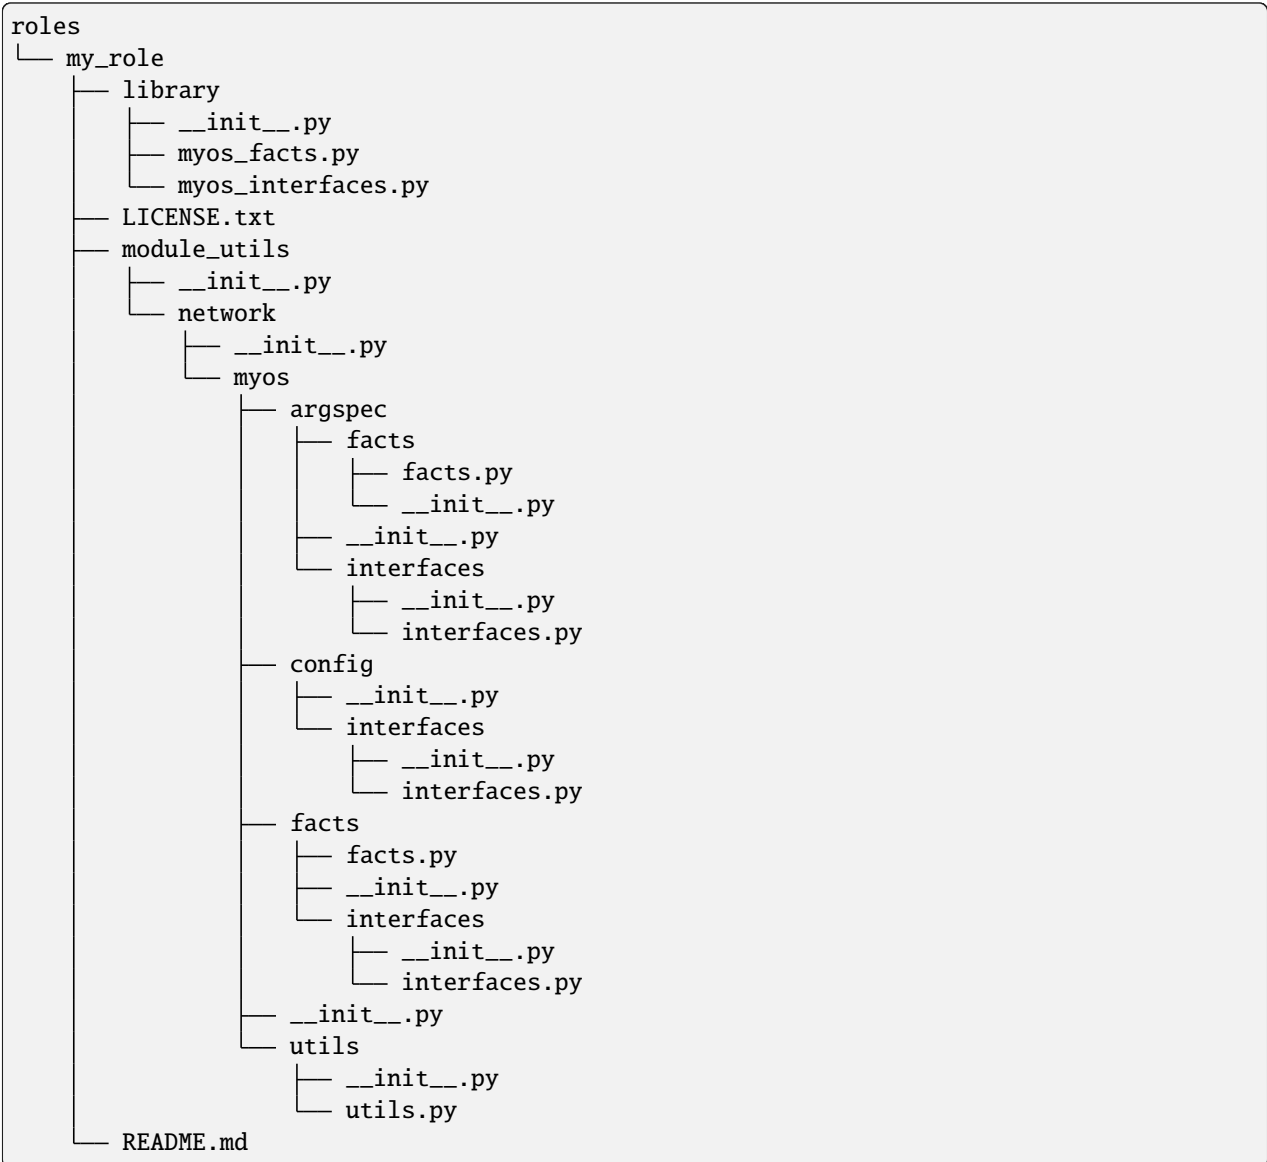 roles
└── my_role
    ├── library
    │   ├── __init__.py
    │   ├── myos_facts.py
    │   └── myos_interfaces.py
    ├── LICENSE.txt
    ├── module_utils
    │   ├── __init__.py
    │   └── network
    │       ├── __init__.py
    │       └── myos
    │           ├── argspec
    │           │   ├── facts
    │           │   │   ├── facts.py
    │           │   │   └── __init__.py
    │           │   ├── __init__.py
    │           │   └── interfaces
    │           │       ├── __init__.py
    │           │       └── interfaces.py
    │           ├── config
    │           │   ├── __init__.py
    │           │   └── interfaces
    │           │       ├── __init__.py
    │           │       └── interfaces.py
    │           ├── facts
    │           │   ├── facts.py
    │           │   ├── __init__.py
    │           │   └── interfaces
    │           │       ├── __init__.py
    │           │       └── interfaces.py
    │           ├── __init__.py
    │           └── utils
    │               ├── __init__.py
    │               └── utils.py
    └── README.md